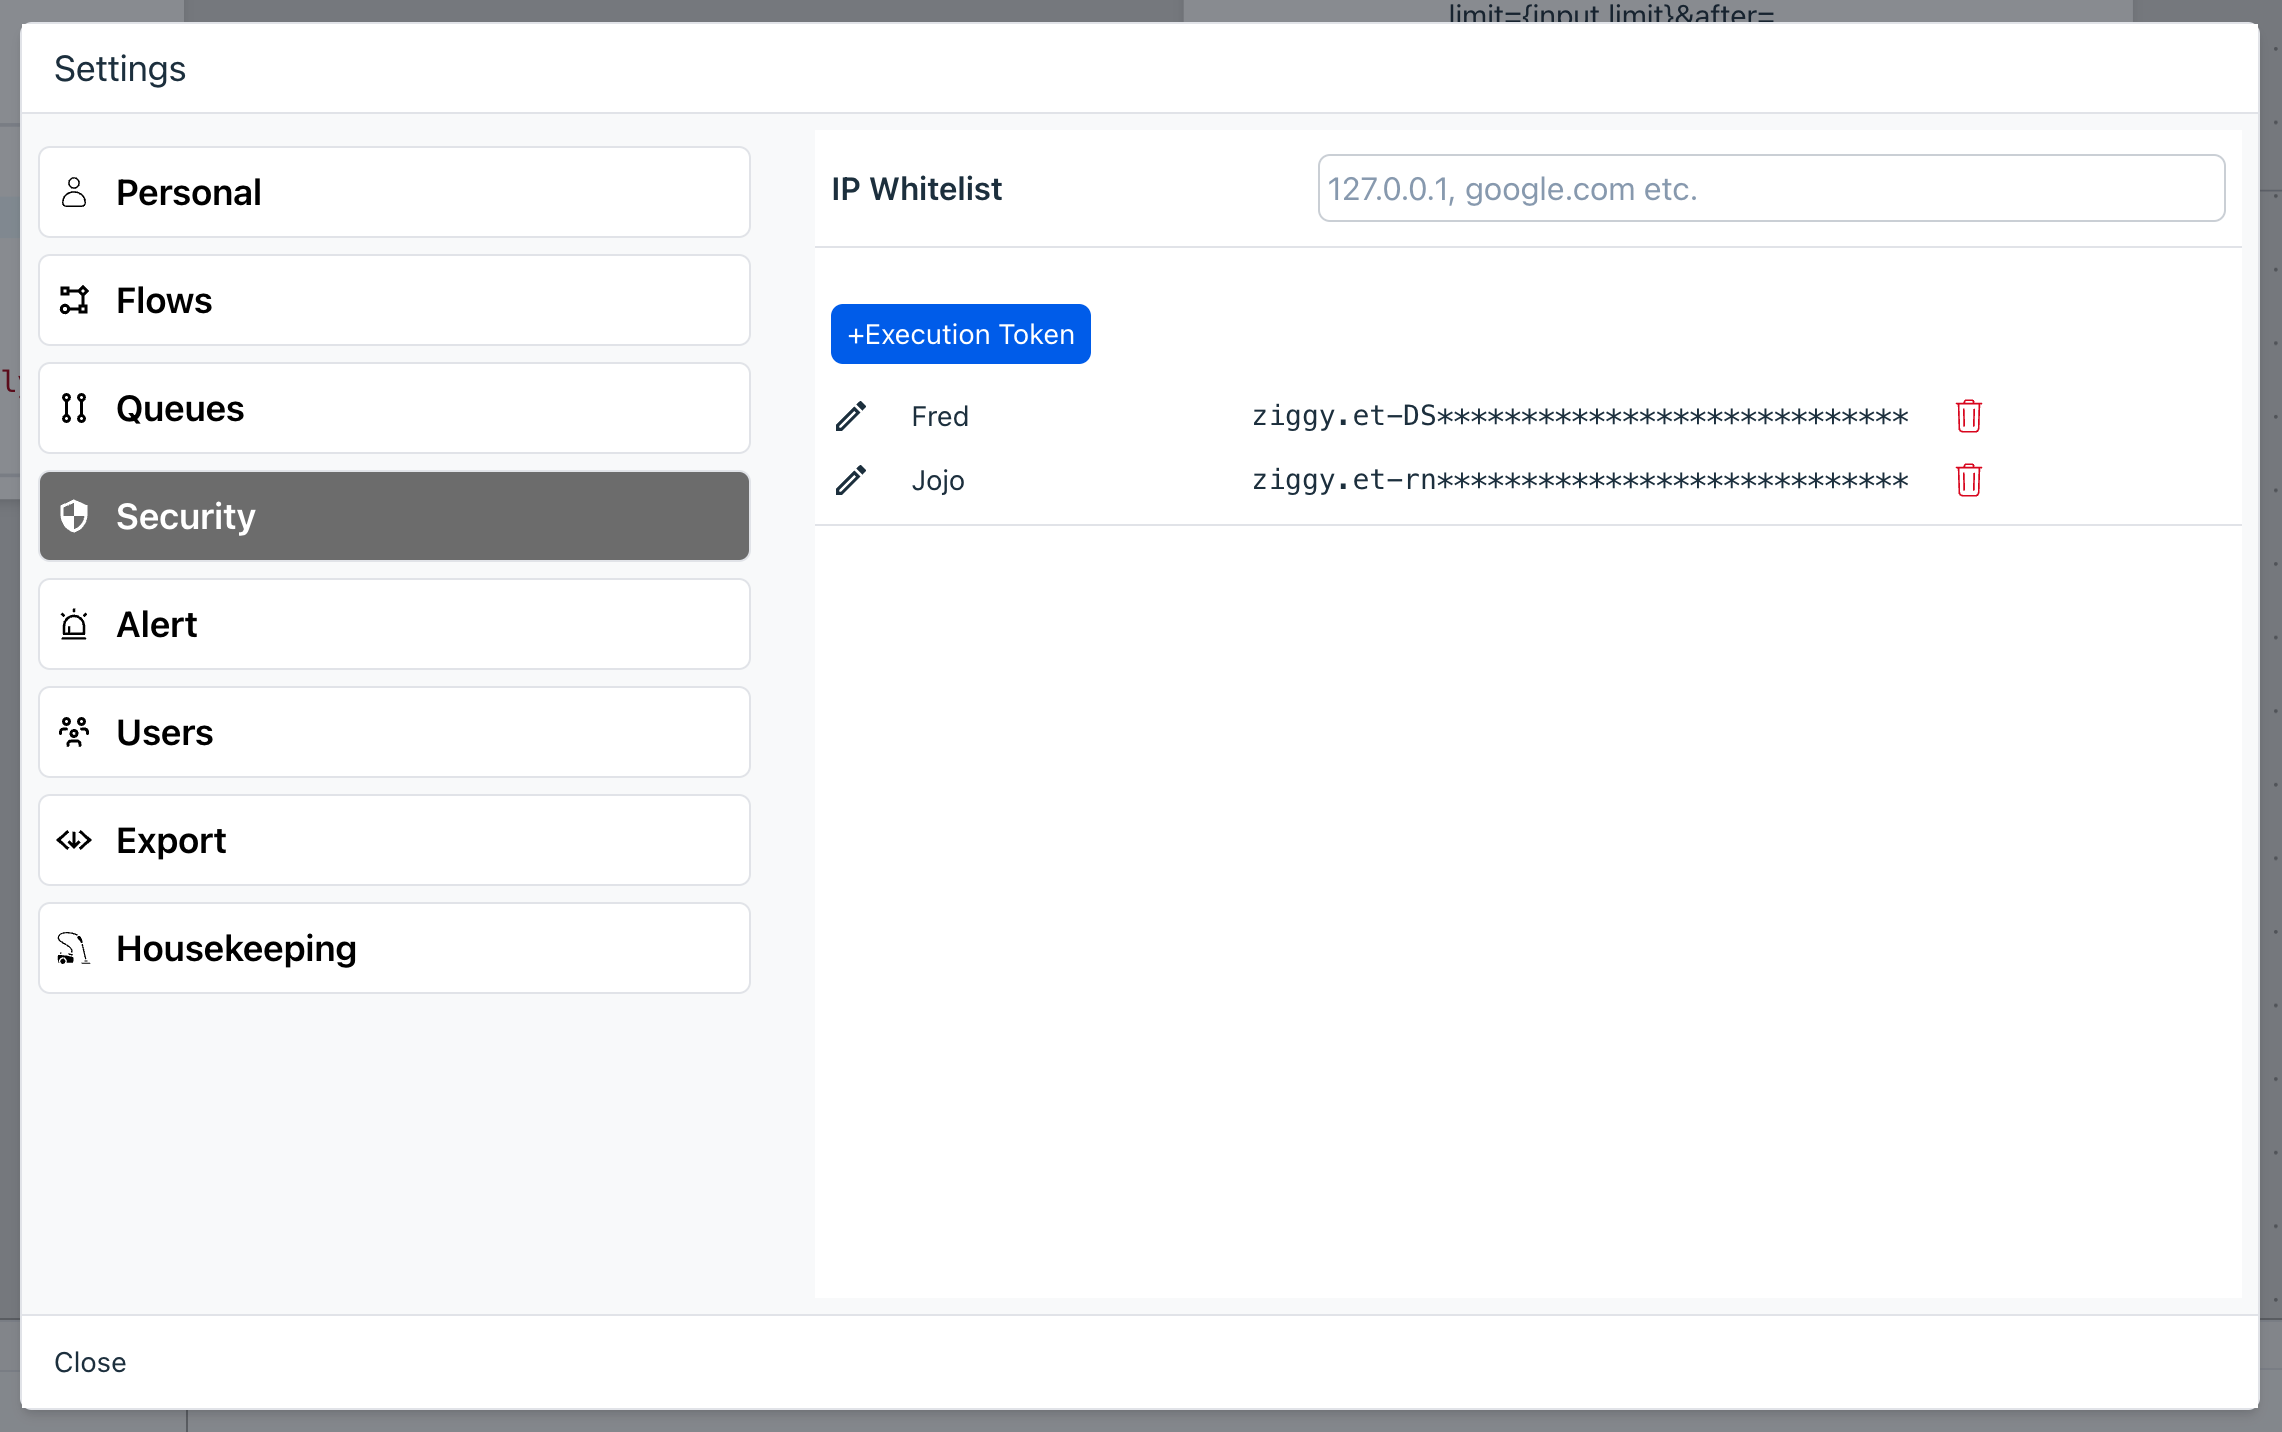 limit={input.limit}&after=
Settings
Personal
Flows
Queues
Security
Alert
Users
Export
Housekeeping
IP Whitelist
127.0.0.1, google.com etc.
+Execution Token
Fred ziggy.et-DS****************************
Jojo ziggy.et-rn****************************
Close